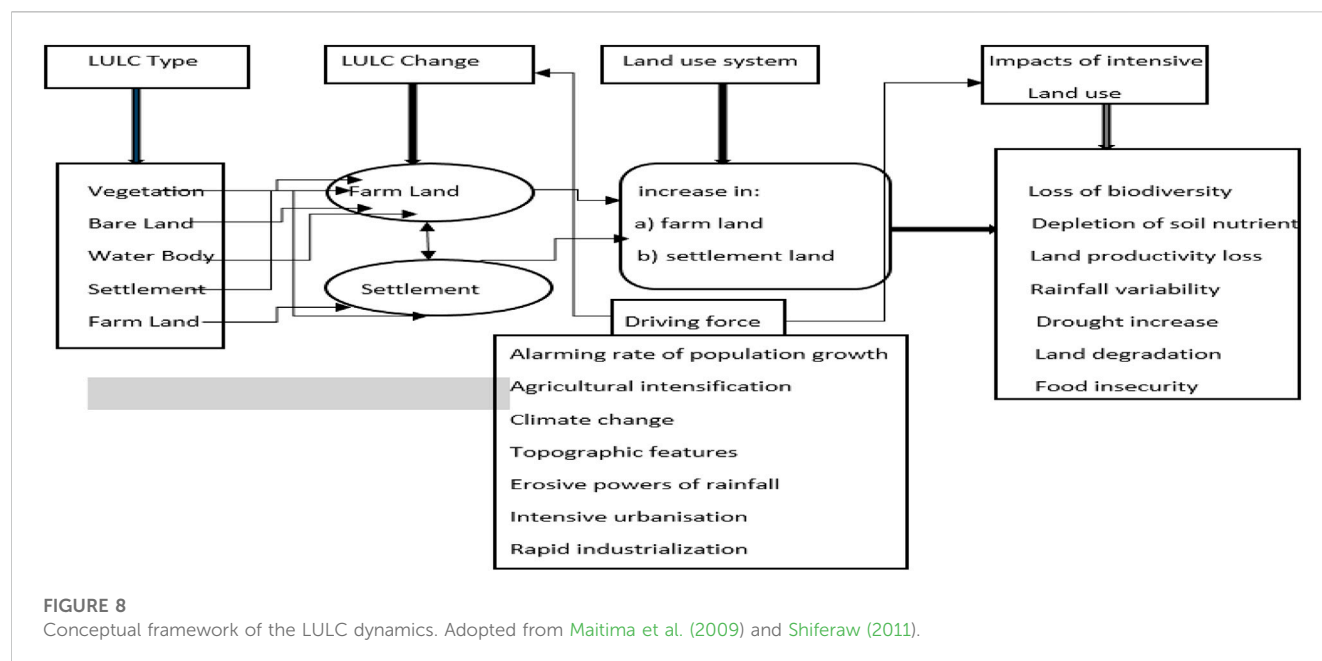 LULC Type
LULC Change
Land use system
Impacts of intensive
Land use
Vegetation
Bare Land
Water Body
Settlement
Farm Land
Farm Land
Settlement
increase in:
a) farm land
b) settlement land
Driving force
Alarming rate of population growth
Agricultural intensification
Climate change
Topographic features
Erosive powers of rainfall
Intensive urbanisation
Rapid industrialization
Loss of biodiversity
Depletion of soil nutrient
Land productivity loss
Rainfall variability
Drought increase
Land degradation
Food insecurity
FIGURE 8
Conceptual framework of the LULC dynamics. Adopted from Maitima et al. (2009) and Shiferaw (2011).